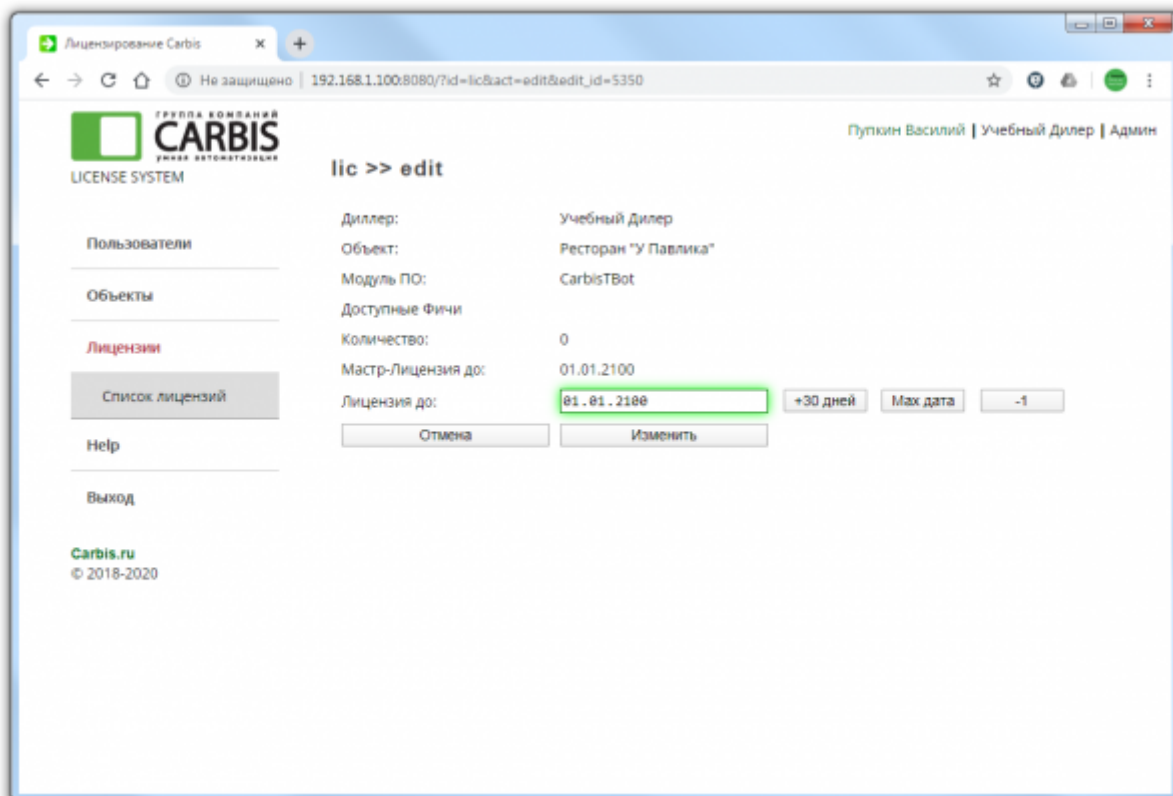 Лицензирование Carbis
Не защищено | 192.168.1.100:8080/?id=lic&act=edit&edit_id=5350
ГРУППА КОМПАНИЙ
CARBIS
умная автоматизация
LICENSE SYSTEM
Пупкин Василий | Учебный Дилер | Админ
lic >> edit
Пользователи
Объекты
Лицензии
Список лицензий
Help
Выход
Carbis.ru
© 2018-2020
Диллер: Учебный Дилер
Объект: Ресторан "У Павлика"
Модуль ПО: CarbisTBot
Доступные Фичи
Количество: 0
Мастр-Лицензия до: 01.01.2100
Лицензия до: 01.01.2100 +30 дней Max дата -1
Отмена Изменить